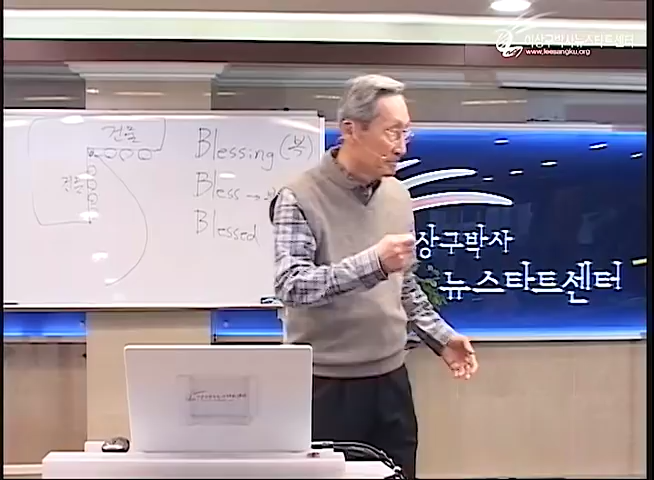 이상구박사뉴스타트센터
www.leesangku.org
건물
Blessing (복)
Bless → 
Blessed
상구박사
뉴스타트센터